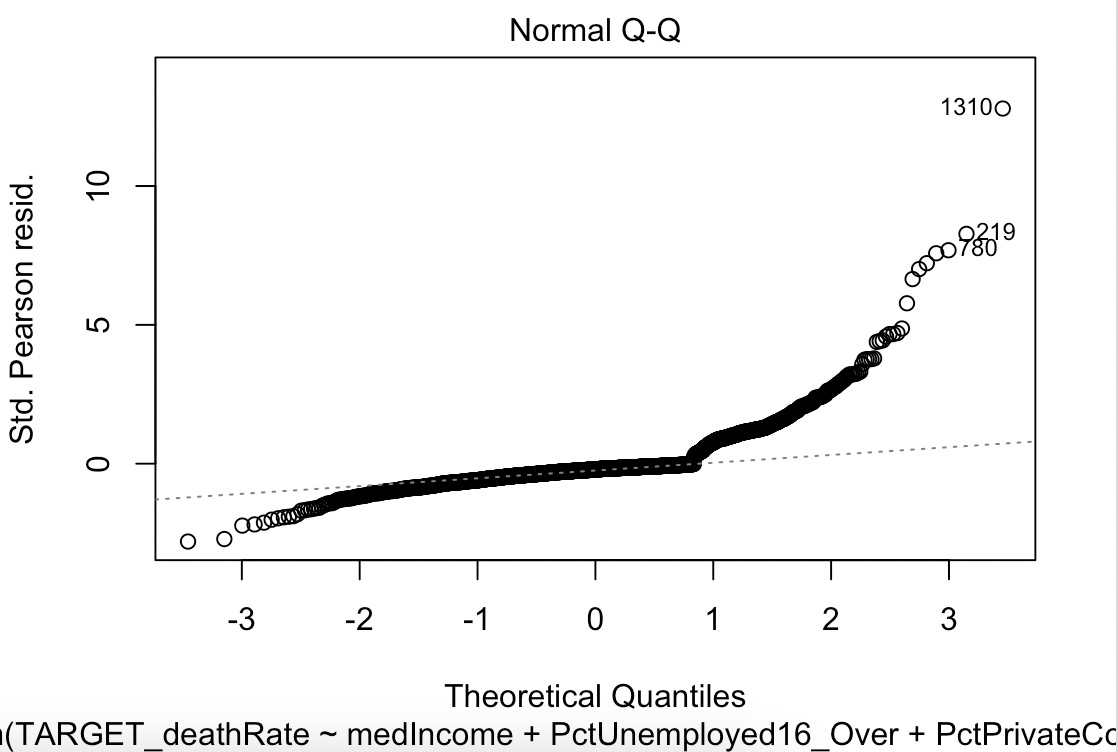 Normal Q-Q
1310
219
780
Std. Pearson resid.
10
5
0
-3 -2 -1 0 1 2 3
Theoretical Quantiles
(TARGET_deathRate ~ medIncome + PctUnemployed16_Over + PctPrivateCo